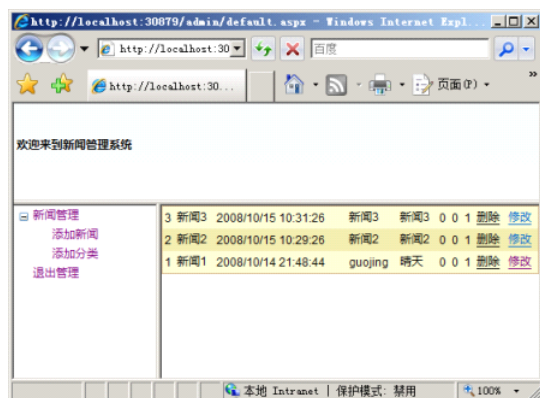 http://localhost:30879/admin/default.aspx - Windows Internet Expl...
http://localhost:30
百度
http://localhost:30...
页面(P)
»
欢迎来到新闻管理系统
新闻管理
添加新闻
添加分类
退出管理
3 新闻3 2008/10/15 10:31:26 新闻3 新闻3 0 0 1 删除 修改
2 新闻2 2008/10/15 10:29:26 新闻2 新闻2 0 0 1 删除 修改
1 新闻1 2008/10/14 21:48:44 guojing 晴天 0 0 1 删除 修改
本地 Intranet | 保护模式: 禁用
100%